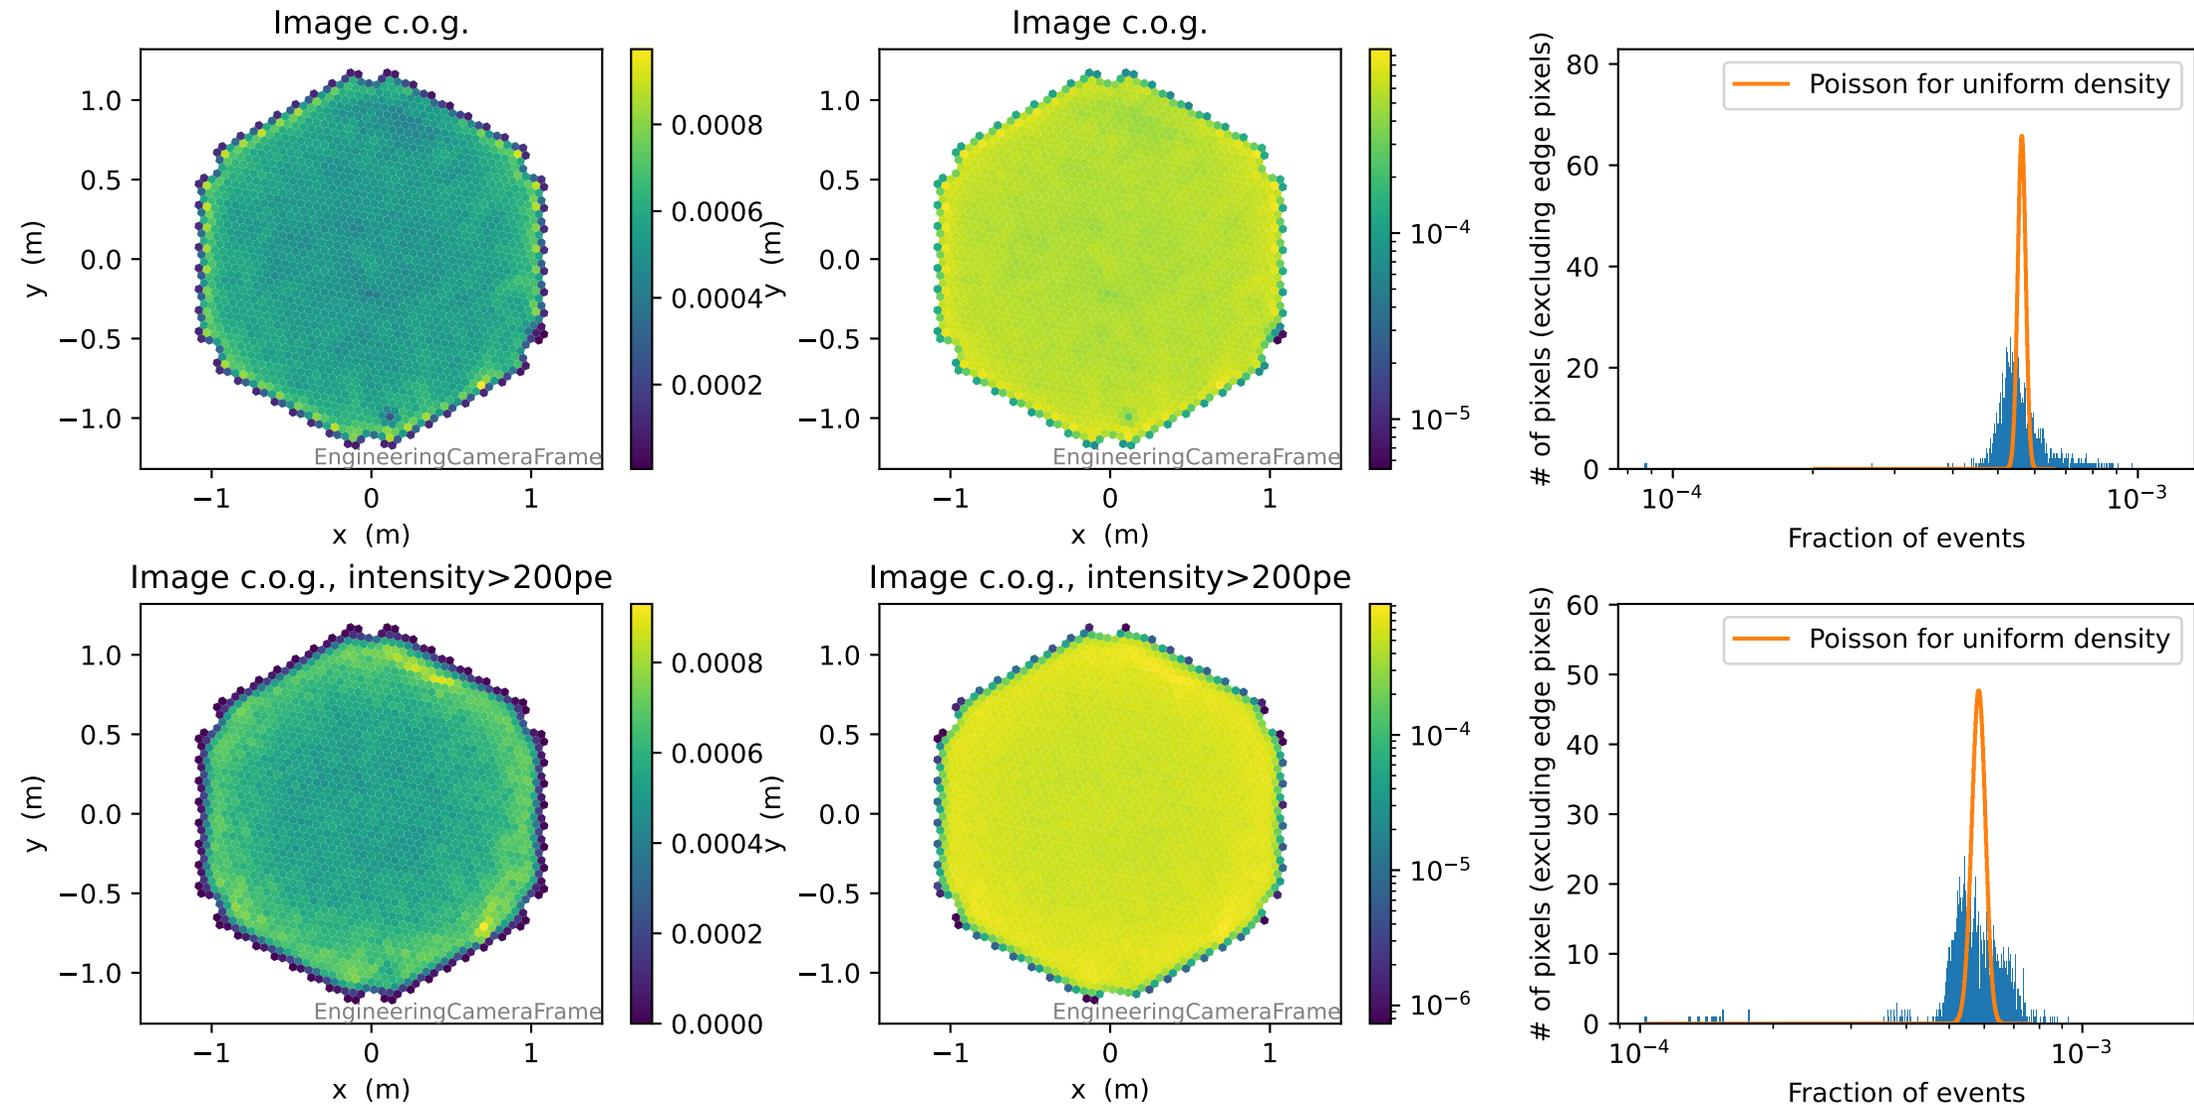 Image c.o.g.
y (m)
1.0
0.5
0.0
−0.5
−1.0
−1
0
1
x (m)
EngineeringCameraFrame
0.0008
0.0006
0.0004
0.0002
Image c.o.g.
y (m)
1.0
0.5
0.0
−0.5
−1.0
−1
0
1
x (m)
EngineeringCameraFrame
10⁻⁴
10⁻⁵
# of pixels (excluding edge pixels)
80
60
40
20
0
Poisson for uniform density
10⁻⁴
10⁻³
Fraction of events
Image c.o.g., intensity>200pe
y (m)
1.0
0.5
0.0
−0.5
−1.0
−1
0
1
x (m)
EngineeringCameraFrame
0.0008
0.0006
0.0004
0.0002
0.0000
Image c.o.g., intensity>200pe
y (m)
1.0
0.5
0.0
−0.5
−1.0
−1
0
1
x (m)
EngineeringCameraFrame
10⁻⁴
10⁻⁵
10⁻⁶
# of pixels (excluding edge pixels)
60
50
40
30
20
10
0
Poisson for uniform density
10⁻⁴
10⁻³
Fraction of events